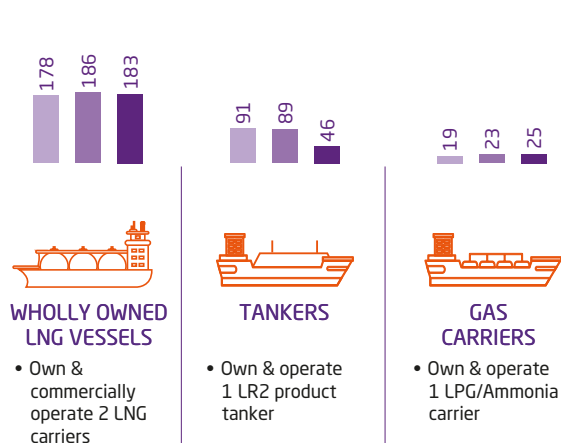 178
186
183
91
89
46
19
23
25
WHOLLY OWNED
LNG VESSELS
• Own &
commercially
operate 2 LNG
carriers
TANKERS
• Own & operate
1 LR2 product
tanker
GAS
CARRIERS
• Own & operate
1 LPG/Ammonia
carrier